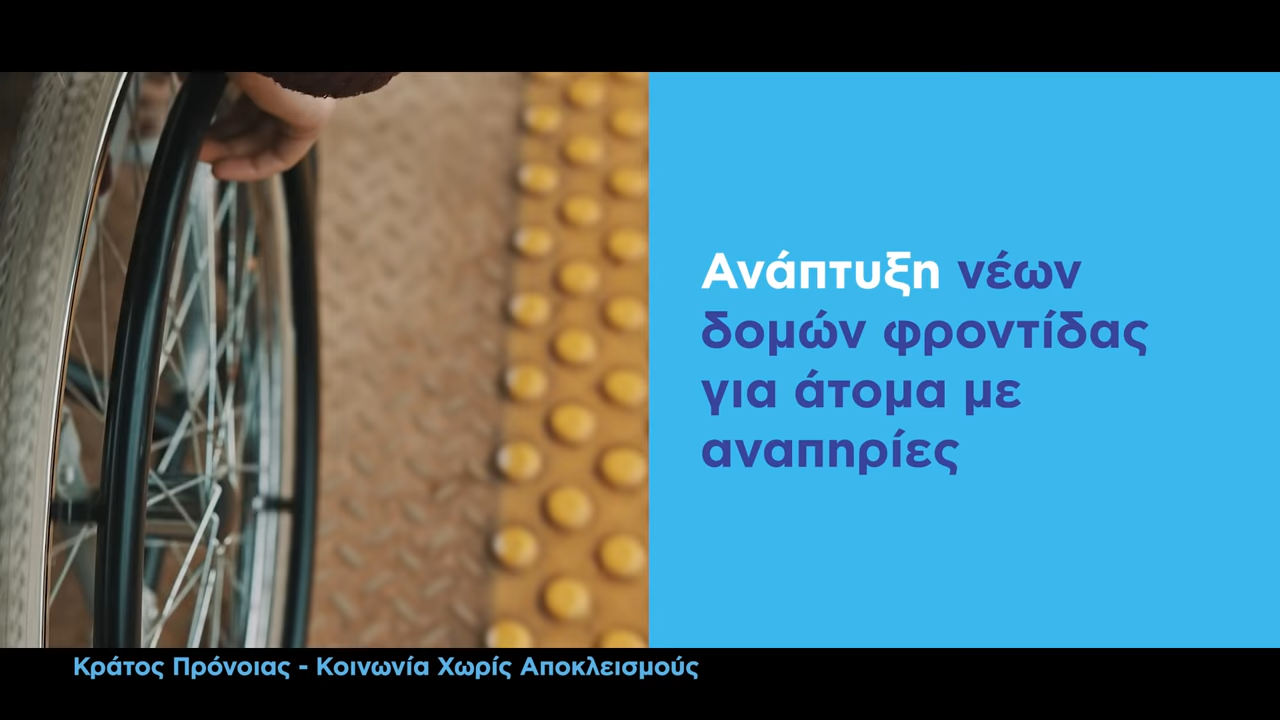 Ανάπτυξη νέων
δομών φροντίδας
για άτομα με
αναπηρίες
Κράτος Πρόνοιας - Κοινωνία Χωρίς Αποκλεισμούς